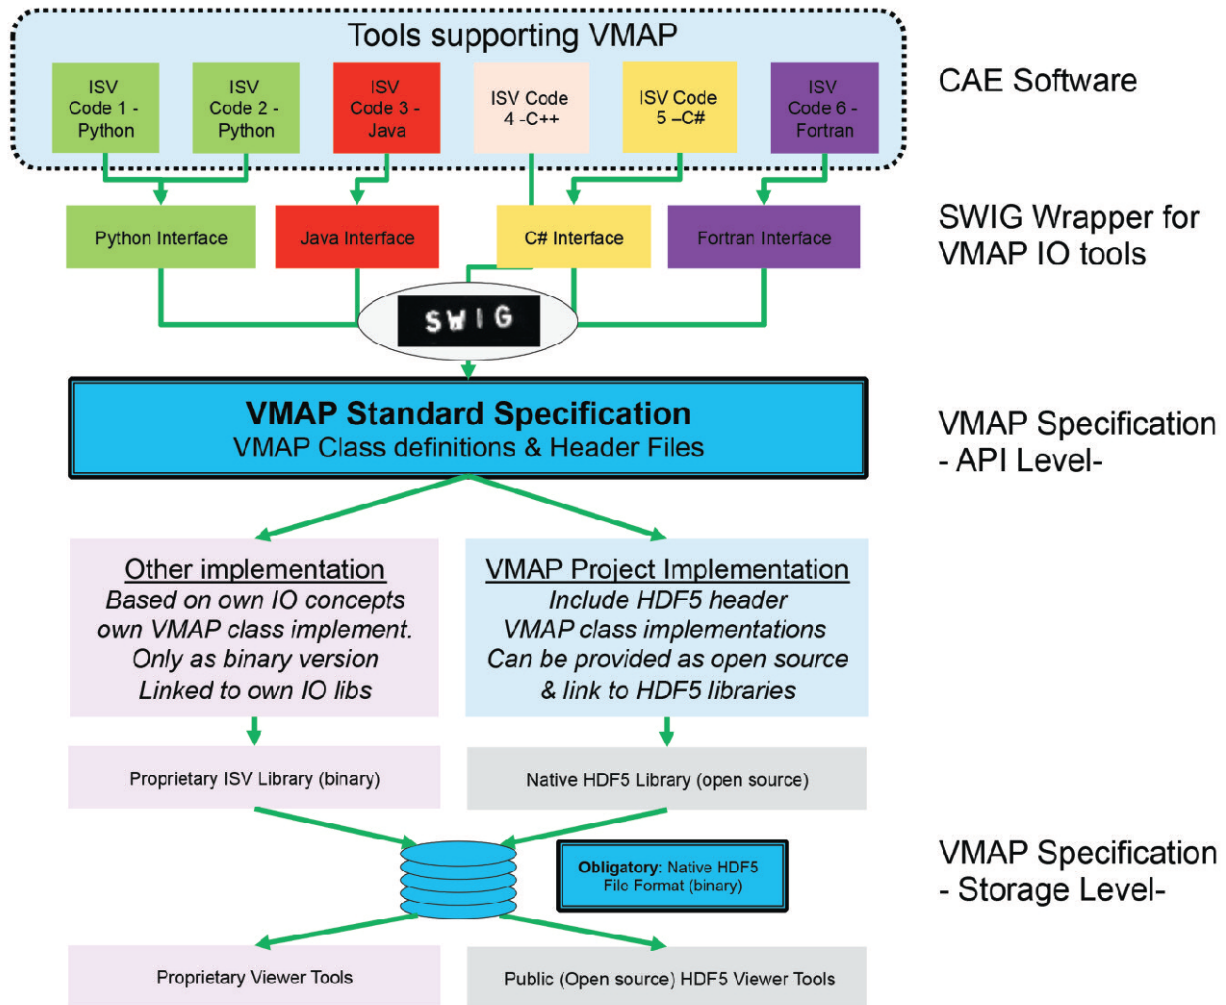 Tools supporting VMAP
CAE Software
ISV
Code 1 -
Python
ISV
Code 2 -
Python
ISV
Code 3 -
Java
ISV Code
4 -C++
ISV Code
5 –C#
ISV
Code 6 -
Fortran
Python Interface
Java Interface
C# Interface
Fortran Interface
SWIG Wrapper for
VMAP IO tools
SWIG
VMAP Standard Specification
VMAP Class definitions & Header Files
VMAP Specification
- API Level-
Other implementation
Based on own IO concepts
own VMAP class implement.
Only as binary version
Linked to own IO libs
VMAP Project Implementation
Include HDF5 header
VMAP class implementations
Can be provided as open source
& link to HDF5 libraries
Proprietary ISV Library (binary)
Native HDF5 Library (open source)
Obligatory: Native HDF5
File Format (binary)
VMAP Specification
- Storage Level-
Proprietary Viewer Tools
Public (Open source) HDF5 Viewer Tools